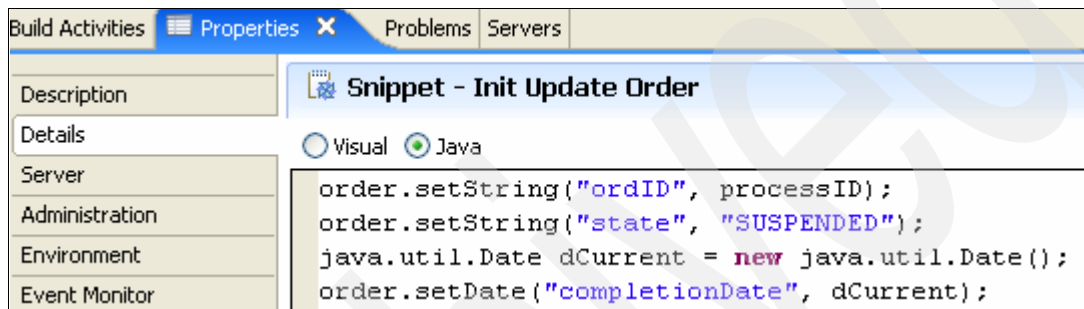 Build Activities Properties Problems Servers
Description
Details
Server
Administration
Environment
Event Monitor
Snippet - Init Update Order
Visual Java
order.setString("ordID", processID);
order.setString("state", "SUSPENDED");
java.util.Date dCurrent = new java.util.Date();
order.setDate("completionDate", dCurrent);